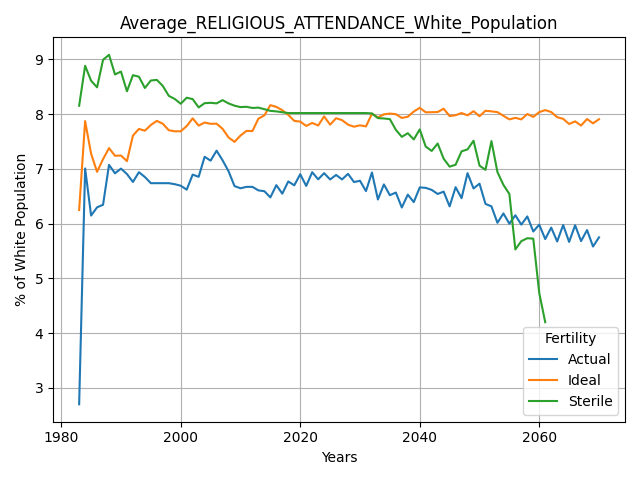 Average_RELIGIOUS_ATTENDANCE_White_Population
% of White Population
9
8
7
6
5
4
3
1980 2000 2020 2040 2060
Years
Fertility
Actual
Ideal
Sterile